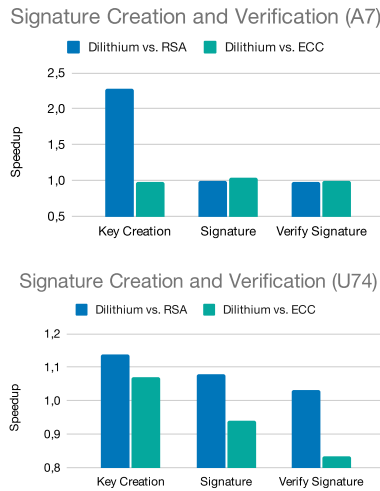 Signature Creation and Verification (A7)
Dilithium vs. RSA Dilithium vs. ECC
2,5
2,0
1,5
1,0
0,5
Speedup
Key Creation Signature Verify Signature
Signature Creation and Verification (U74)
Dilithium vs. RSA Dilithium vs. ECC
1,2
1,1
1,0
0,9
0,8
Speedup
Key Creation Signature Verify Signature